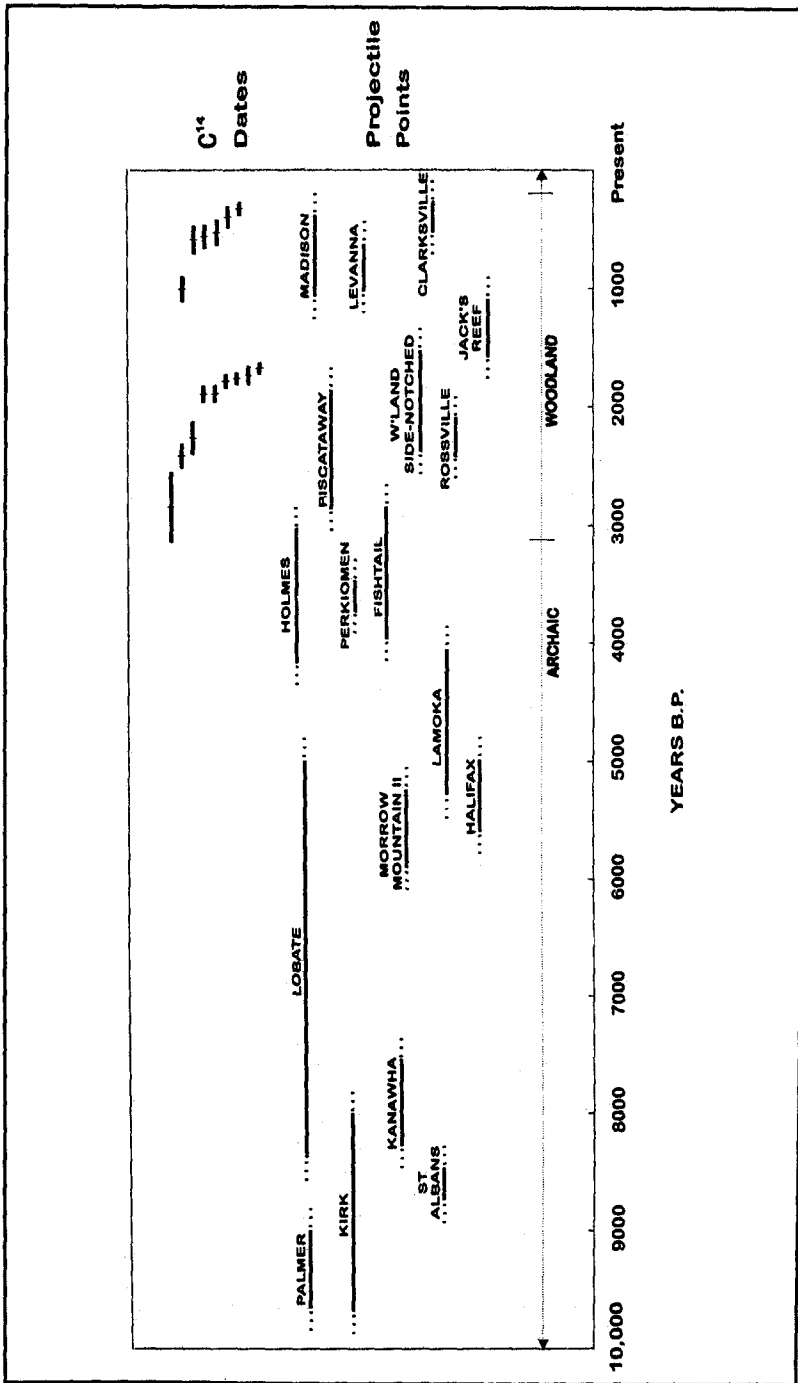 C¹⁴
Dates
Projectile
Points
HOLMES
MADISON
LOBATE
PALMER
PISCATAWAY
PERKIOMEN
LEVANNA
KIRK
FISHTAIL
W'LAND
SIDE-NOTCHED
CLARKSVILLE
MORROW
MOUNTAIN II
KANAWHA
ROSSVILLE
LAMOKA
ST
ALBANS
JACK'S
REEF
HALIFAX
ARCHAIC
WOODLAND
10,000
9000
8000
7000
6000
5000
4000
3000
2000
1000
Present
YEARS B.P.